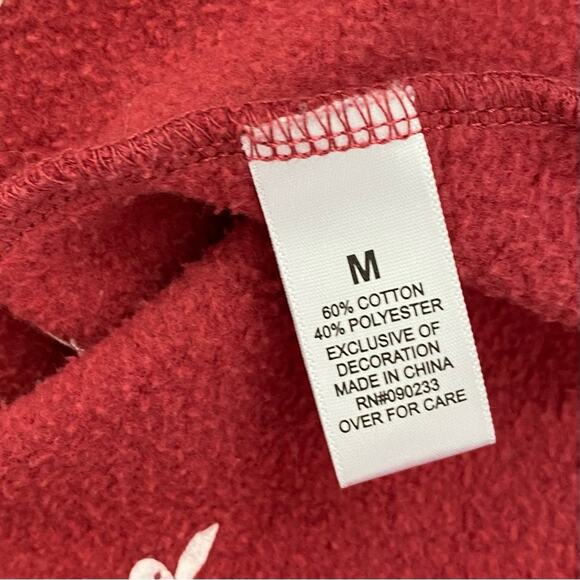 M
60% COTTON
40% POLYESTER
EXCLUSIVE OF
DECORATION
MADE IN CHINA
RN#090233
OVER FOR CARE